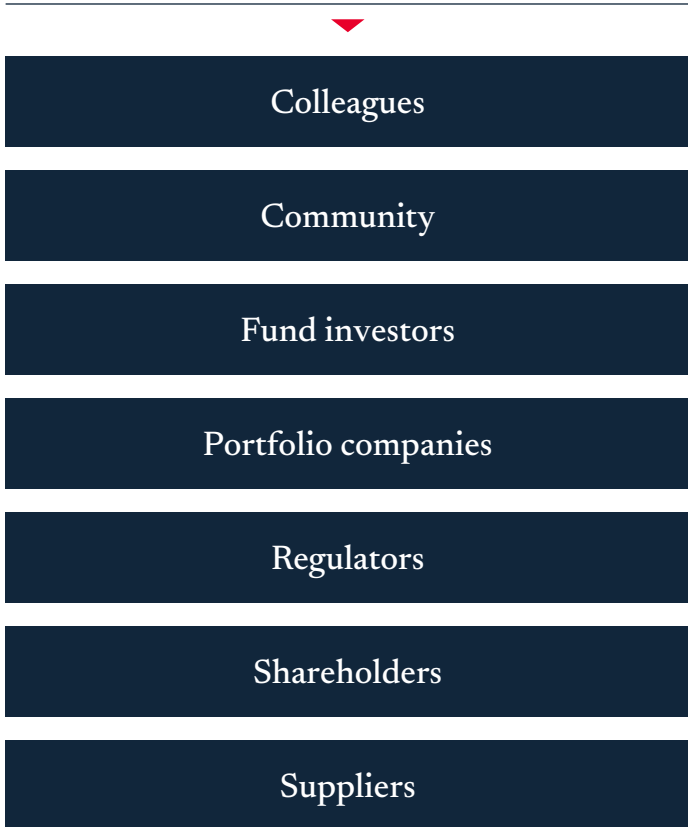 Colleagues
Community
Fund investors
Portfolio companies
Regulators
Shareholders
Suppliers